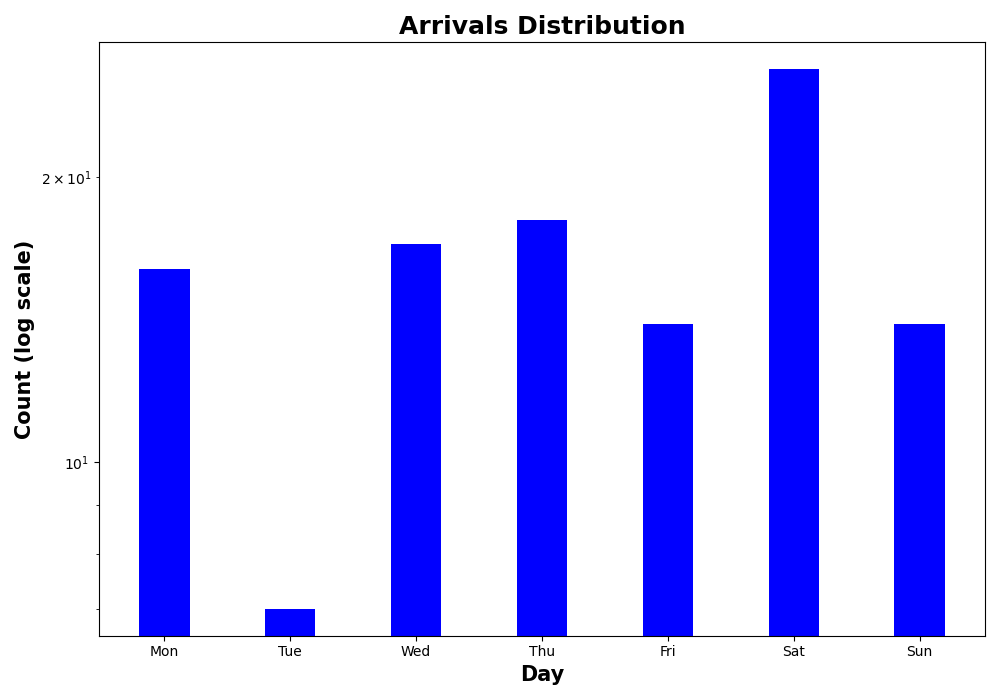 Arrivals Distribution
Count (log scale)
2 × 10¹
10¹
Mon Tue Wed Thu Fri Sat Sun
Day